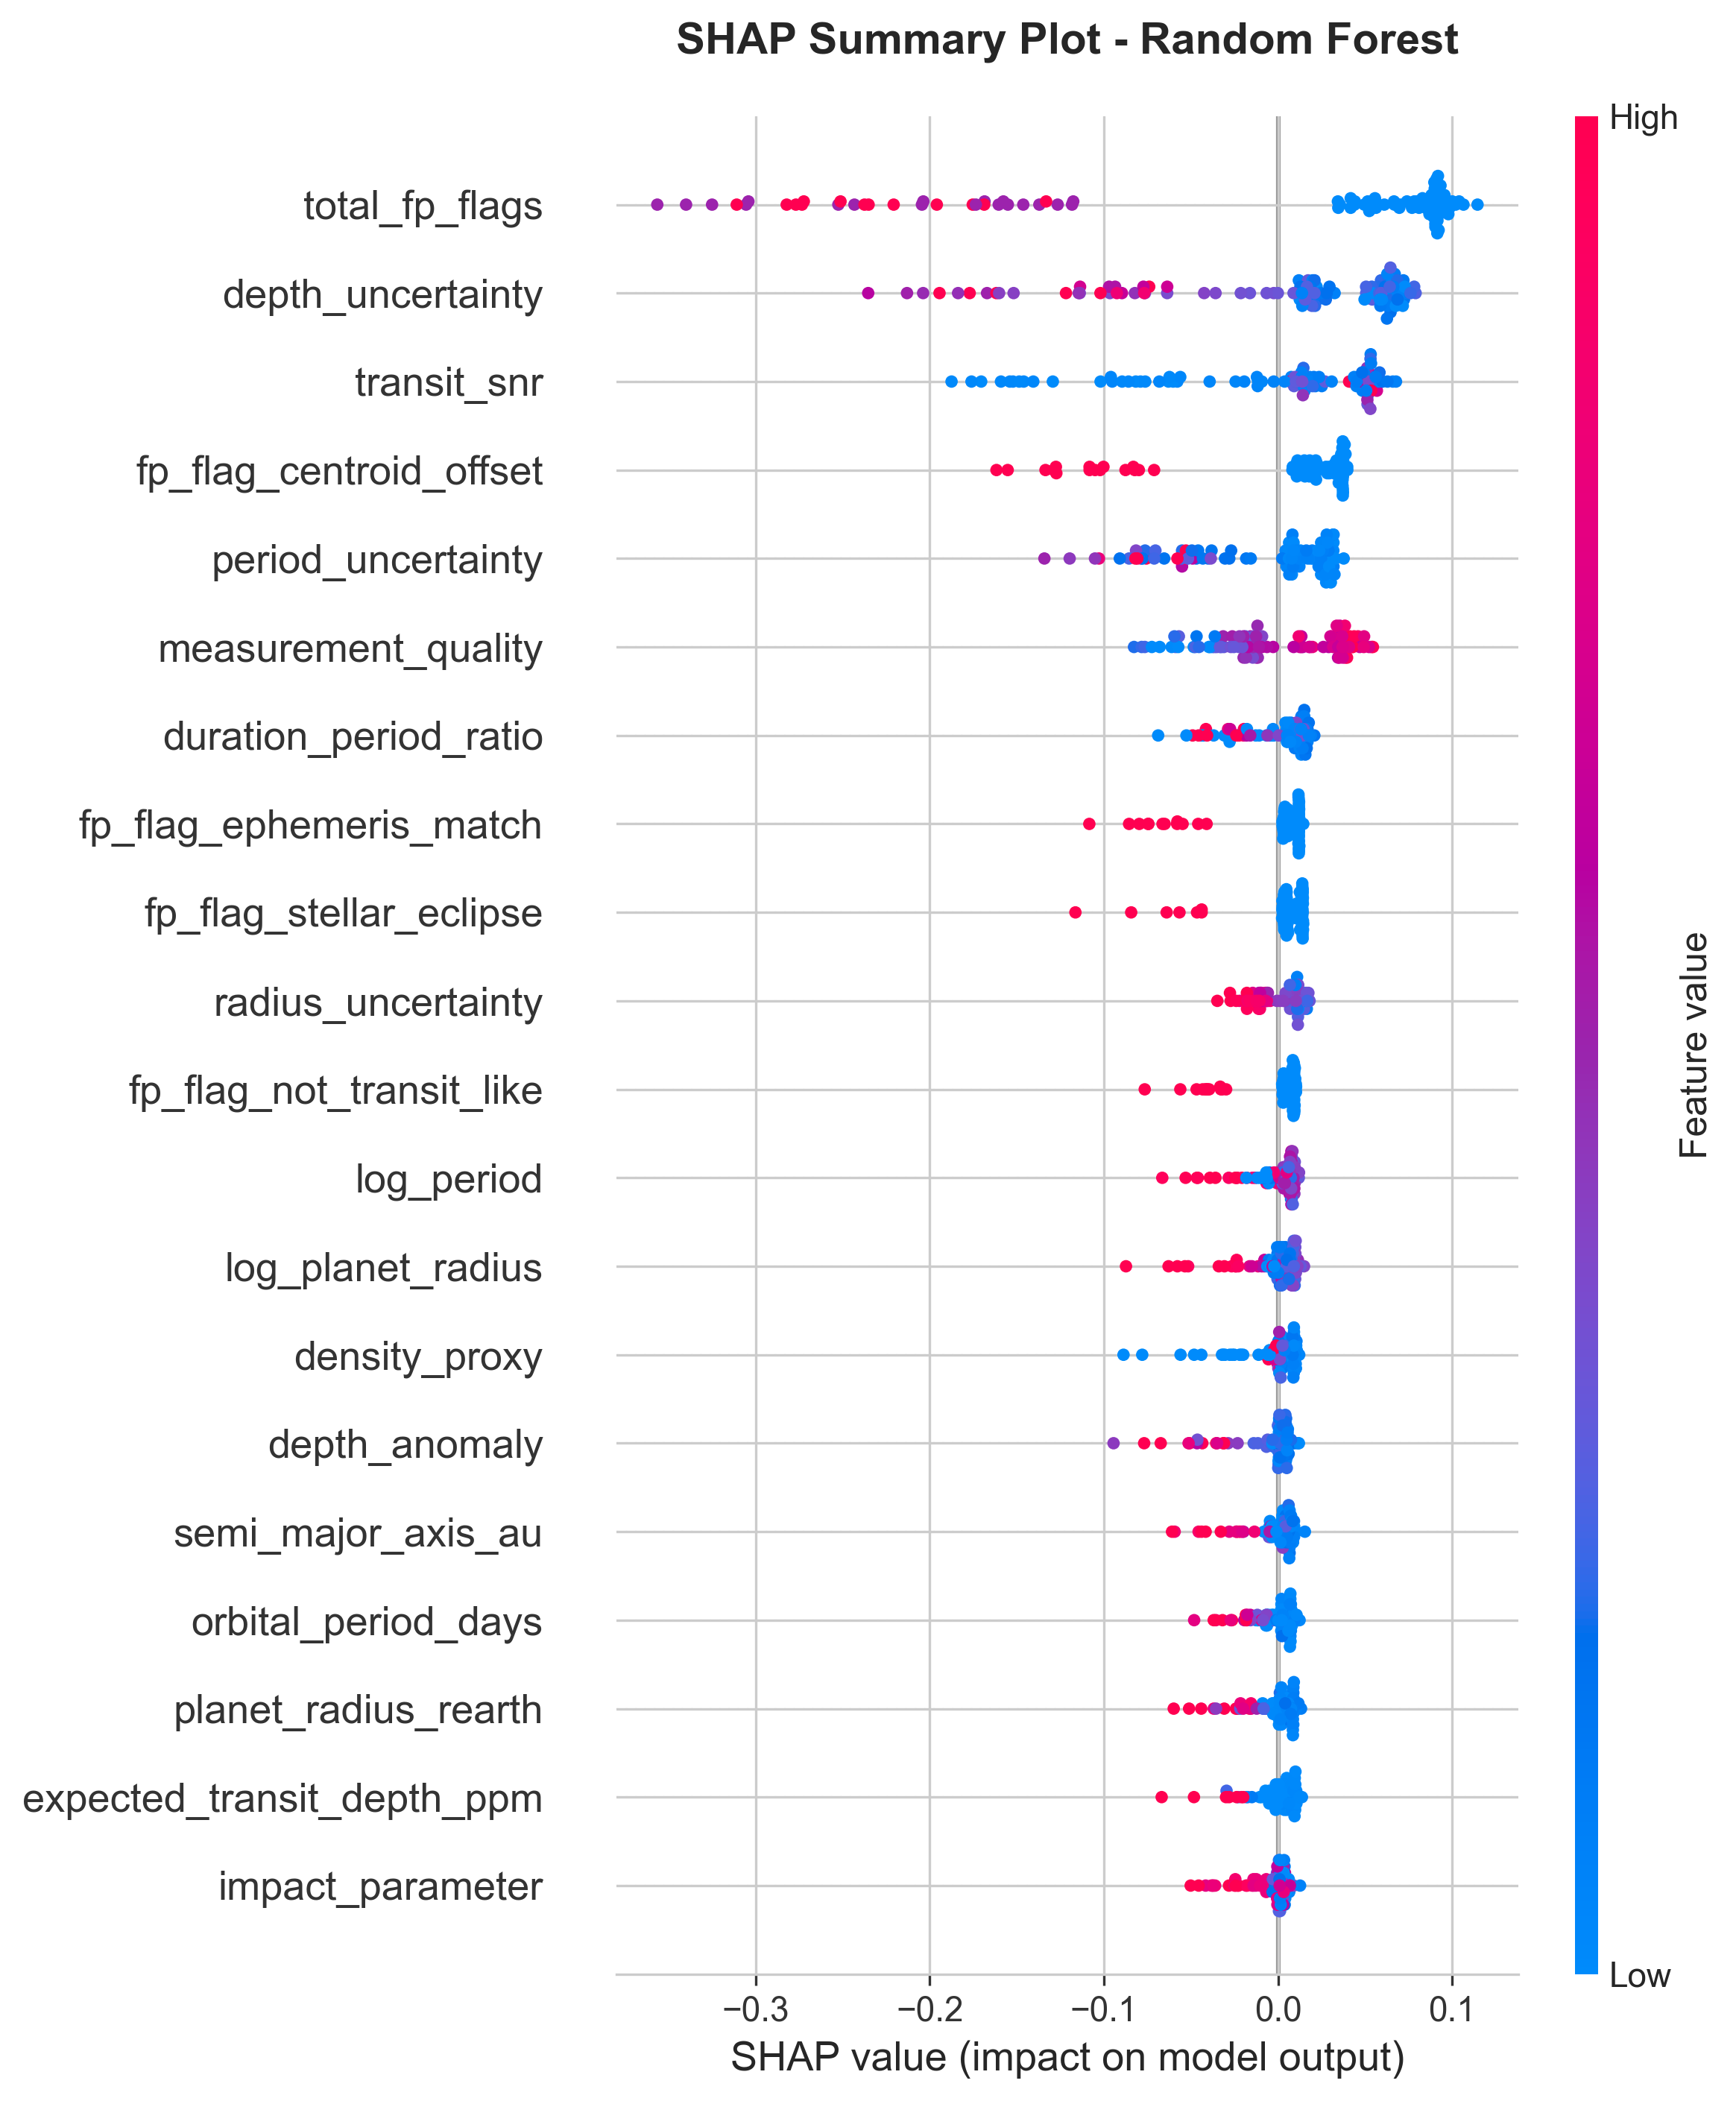 SHAP Summary Plot - Random Forest
High
total_fp_flags
depth_uncertainty
transit_snr
fp_flag_centroid_offset
period_uncertainty
measurement_quality
duration_period_ratio
fp_flag_ephemeris_match
fp_flag_stellar_eclipse
radius_uncertainty
fp_flag_not_transit_like
log_period
log_planet_radius
density_proxy
depth_anomaly
semi_major_axis_au
orbital_period_days
planet_radius_rearth
expected_transit_depth_ppm
impact_parameter
Feature value
Low
−0.3 −0.2 −0.1 0.0 0.1
SHAP value (impact on model output)